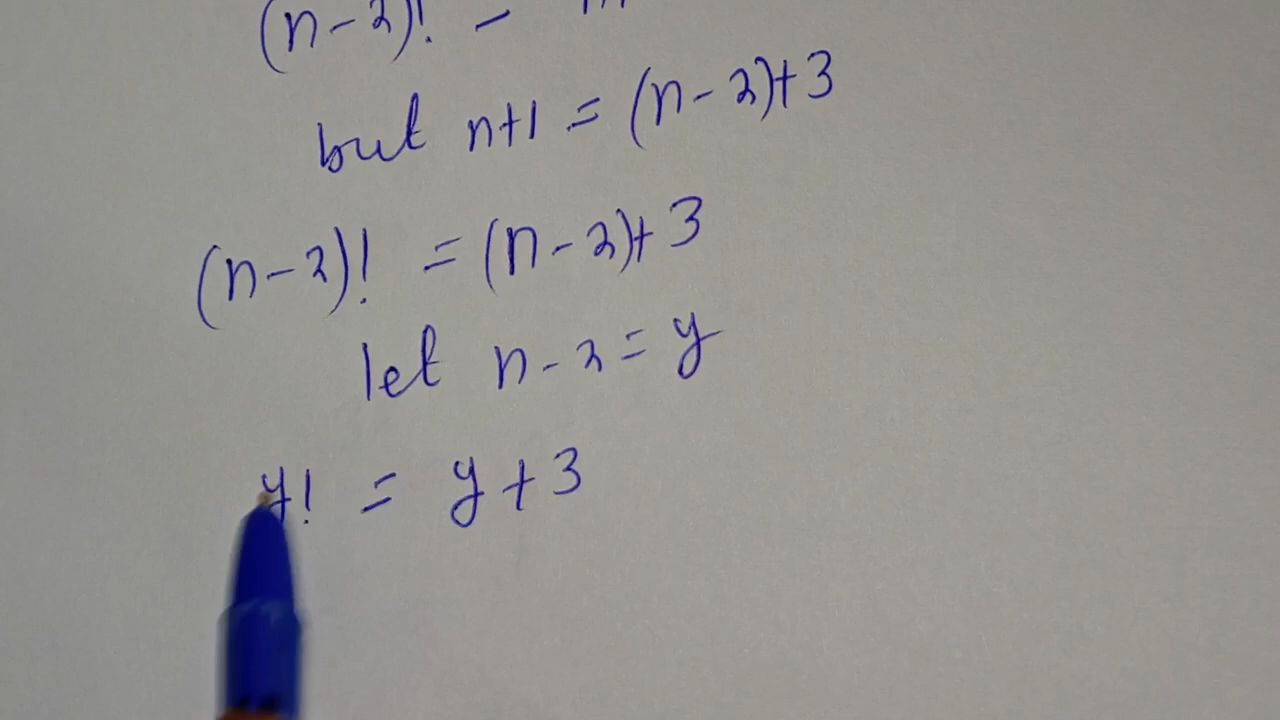 (n-2)! =
but n+1 = (n-2)+3
(n-2)! = (n-2)+3
let n-2 = y
y! = y+3